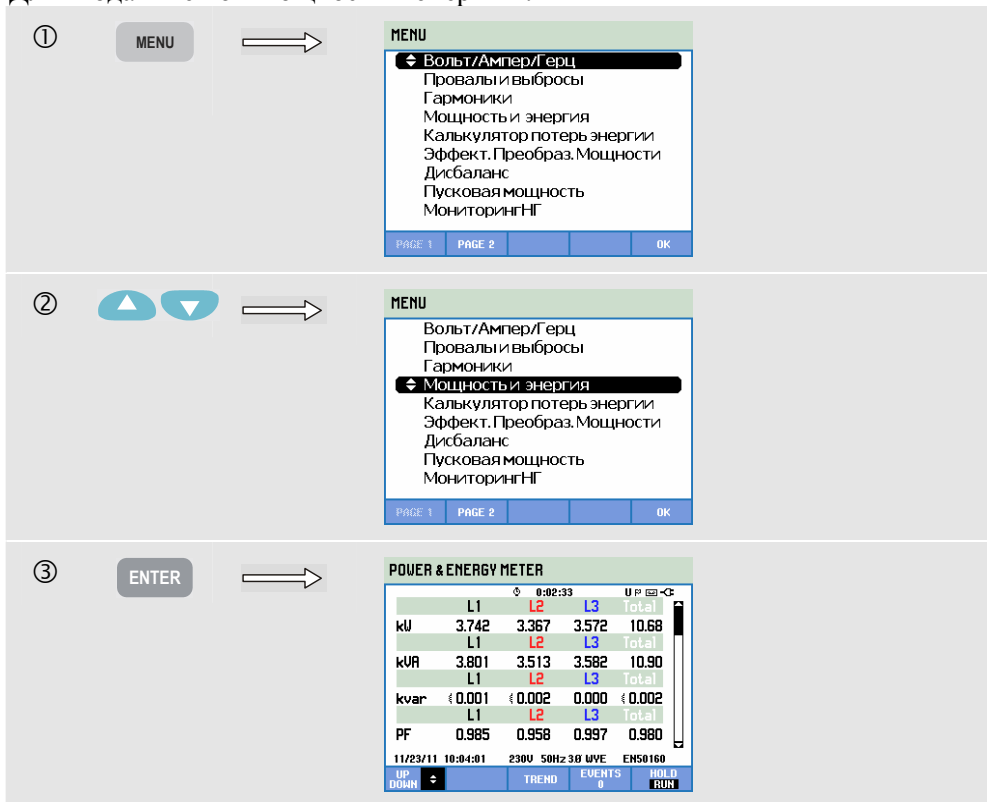 ①
MENU
MENU
Вольт/Ампер/Герц
Провалы и выбросы
Гармоники
Мощность и энергия
Калькулятор потерь энергии
Эффект. Преобраз. Мощности
Дисбаланс
Пусковая мощность
МониторингНГ
PAGE 1 PAGE 2 OK
②
MENU
Вольт/Ампер/Герц
Провалы и выбросы
Гармоники
Мощность и энергия
Калькулятор потерь энергии
Эффект. Преобраз. Мощности
Дисбаланс
Пусковая мощность
МониторингНГ
PAGE 1 PAGE 2 OK
③
ENTER
POWER & ENERGY METER
0:02:33 U
L1 L2 L3 Total
kW 3.742 3.367 3.572 10.68
L1 L2 L3 Total
kVA 3.801 3.513 3.582 10.90
L1 L2 L3 Total
kvar 0.001 0.002 0.000 0.002
L1 L2 L3 Total
PF 0.985 0.958 0.997 0.980
11/23/11 10:04:01 230V 50Hz 3Ø WYE EN50160
UP DOWN TREND EVENTS 0 HOLD RUN